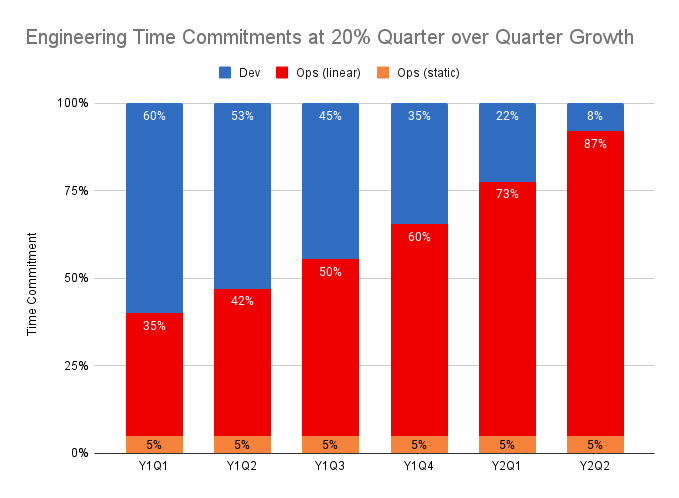 Engineering Time Commitments at 20% Quarter over Quarter Growth
Dev Ops (linear) Ops (static)
Time Commitment
100%
75%
50%
25%
0%
60% 53% 45% 35% 22% 8%
35% 42% 50% 60% 73% 87%
5% 5% 5% 5% 5% 5%
Y1Q1 Y1Q2 Y1Q3 Y1Q4 Y2Q1 Y2Q2